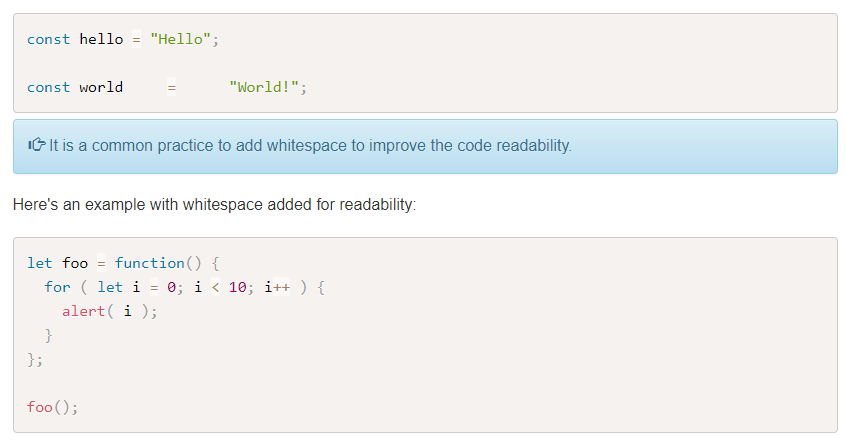 const hello = "Hello";
const world     =      "World!";
It is a common practice to add whitespace to improve the code readability.
Here's an example with whitespace added for readability:
let foo = function() {
  for ( let i = 0; i < 10; i++ ) {
    alert( i );
  }
};
foo();